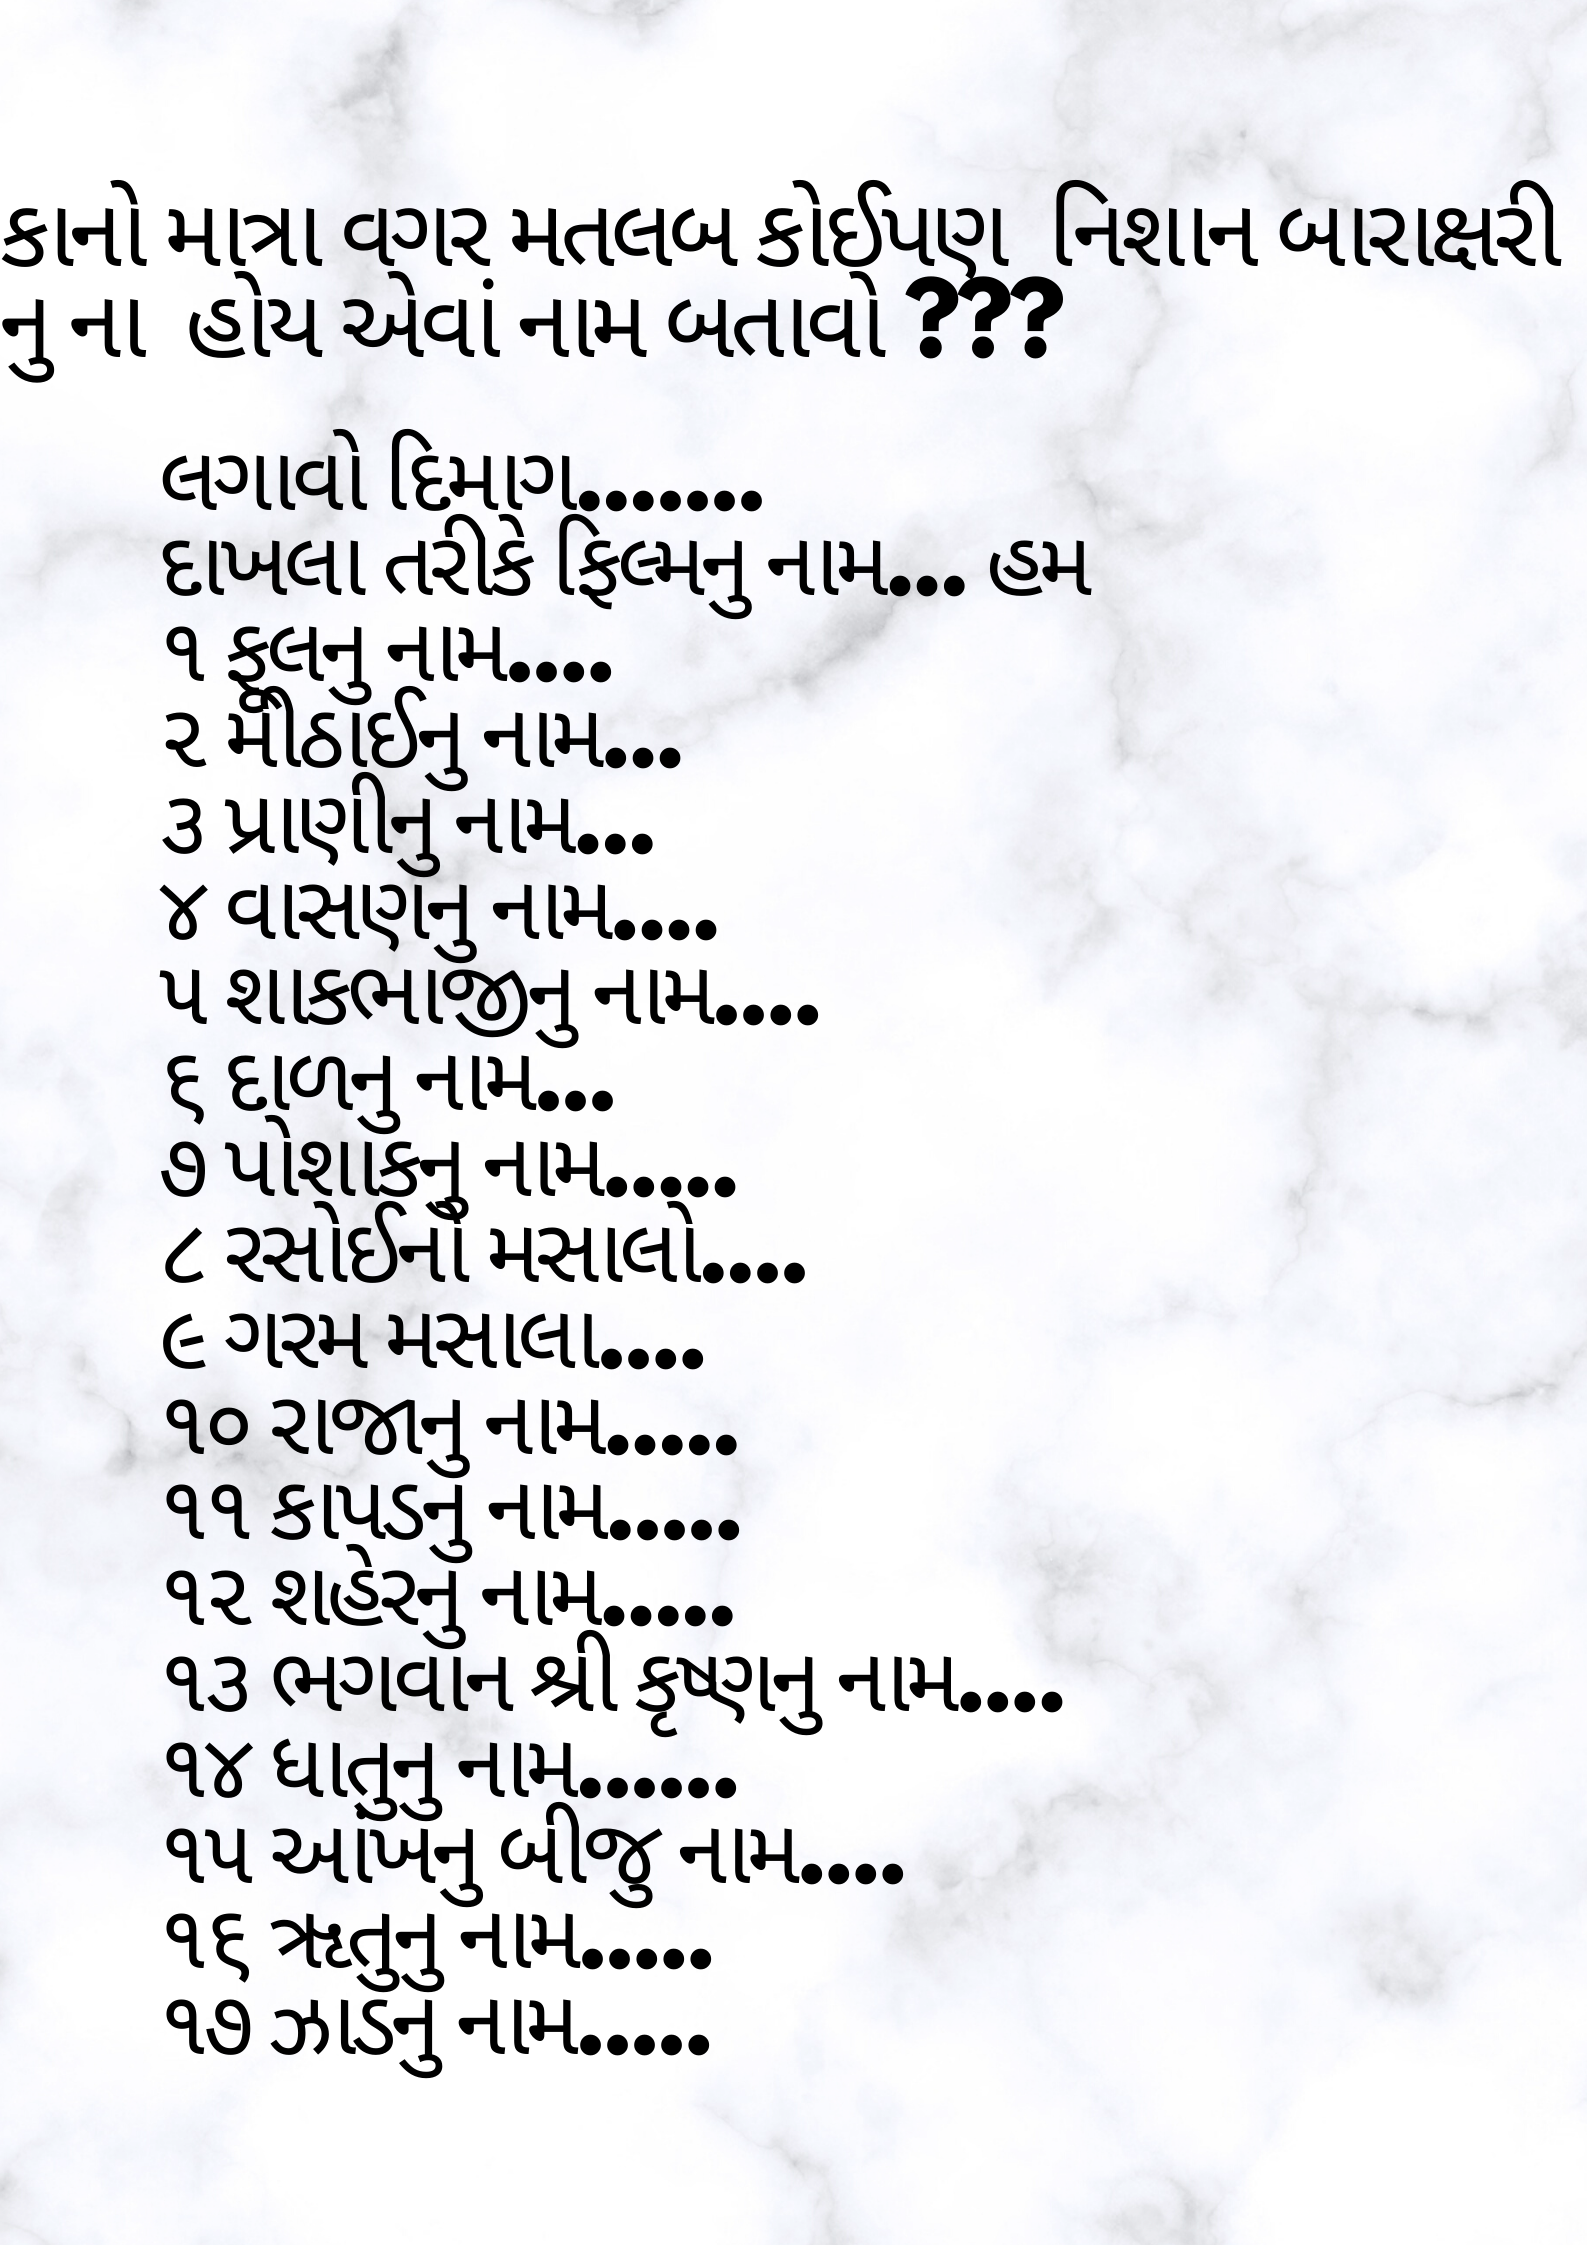 કાનો માત્રા વગર મતલબ કોઈપણ નિશાન બારાક્ષરી
નુ ના હોય એવાં નામ બતાવો ???
લગાવો દિમાગ.......
દાખલા તરીકે ફિલ્મનુ નામ... હમ
૧ ફૂલનુ નામ....
૨ મીઠાઈનુ નામ...
૩ પ્રાણીનુ નામ...
૪ વાસણનુ નામ....
૫ શાકભાજીનુ નામ....
૬ દાળનુ નામ...
૭ પોશાકનુ નામ.....
૮ રસોઈનો મસાલો....
૯ ગરમ મસાલા....
૧૦ રાજાનુ નામ.....
૧૧ કાપડનુ નામ.....
૧૨ શહેરનુ નામ.....
૧૩ ભગવાન શ્રી કૃષ્ણનુ નામ....
૧૪ ધાતુનુ નામ......
૧૫ આંખનુ બીજુ નામ....
૧૬ ૠતુનુ નામ.....
૧૭ ઝાડનુ નામ.....